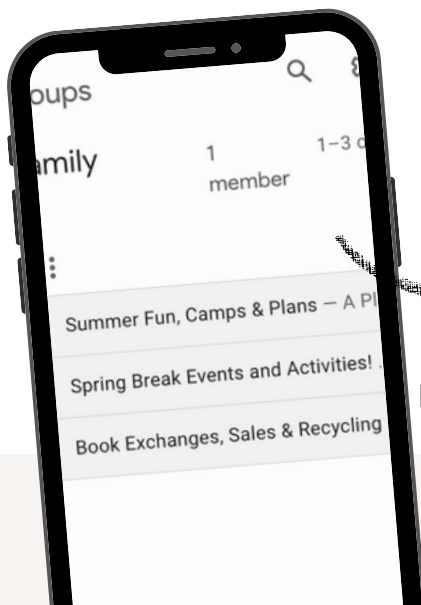 oups
amily
1
member
1–3 o
Summer Fun, Camps & Plans — A Pl
Spring Break Events and Activities! .
Book Exchanges, Sales & Recycling